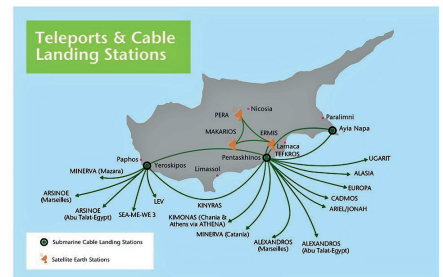 Teleports & Cable
Landing Stations
Nicosia
PERA
Paralimni
MAKARIOS
ERMIS
Ayia Napa
Larnaca
TEFKROS
Paphos
Yeroskipos
Pentaskhinos
Limassol
UGARIT
ALASIA
EUROPA
CADMOS
ARIEL/JONAH
MINERVA (Mazara)
ARSINOE
(Marseilles)
ARSINOE
(Abu Talat-Egypt)
SEA-ME-WE 3
LEV
KINYRAS
KIMONAS (Chania &
Athens via ATHENA)
MINERVA (Catania)
ALEXANDROS
(Marseilles)
ALEXANDROS
(Abu Talat-Egypt)
Submarine Cable Landing Stations
Satellite Earth Stations